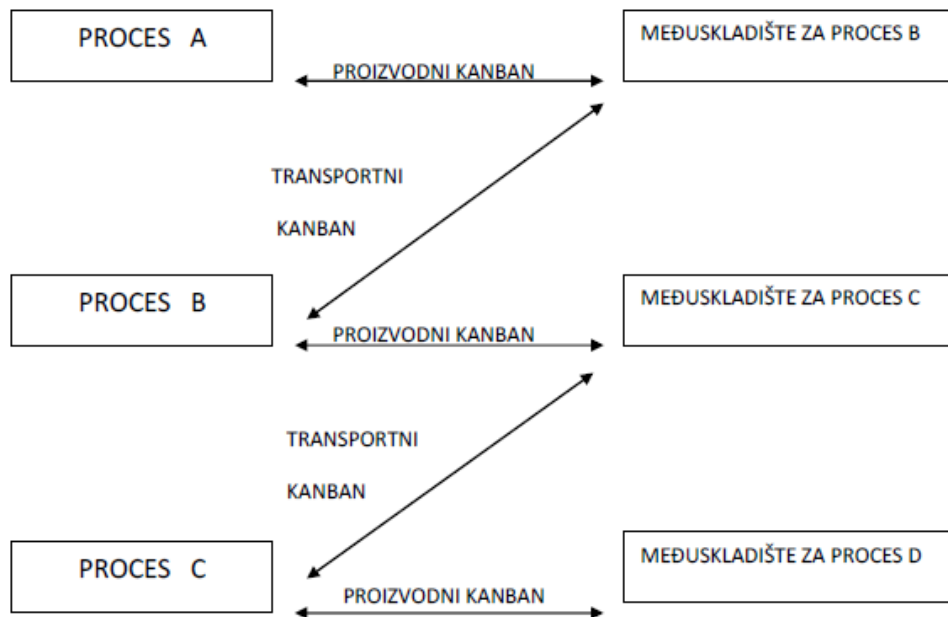 PROCES A
MEĐUSKLADIŠTE ZA PROCES B
PROIZVODNI KANBAN
TRANSPORTNI
KANBAN
PROCES B
MEĐUSKLADIŠTE ZA PROCES C
PROIZVODNI KANBAN
TRANSPORTNI
KANBAN
PROCES C
MEĐUSKLADIŠTE ZA PROCES D
PROIZVODNI KANBAN